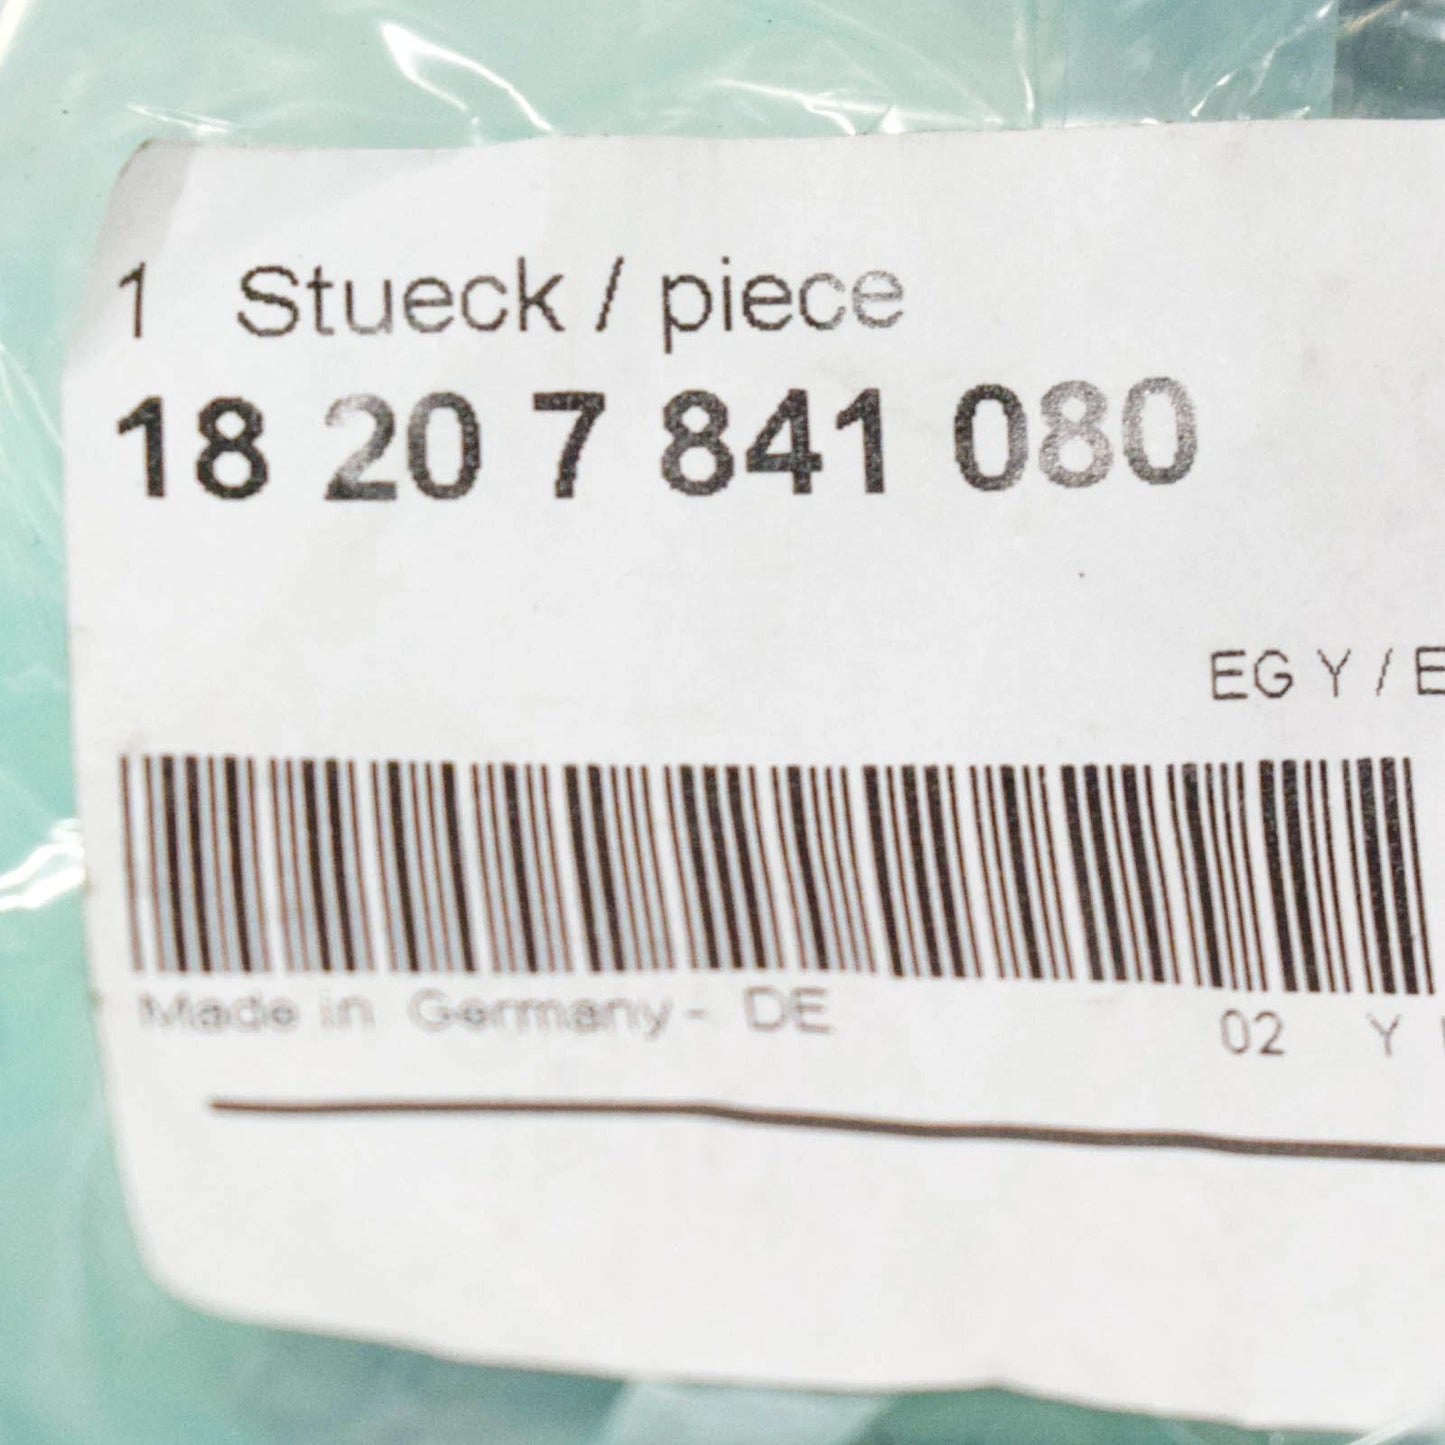 1 Stueck / piece
18 20 7 841 080
EG Y / E
Made in Germany - DE
02 Y